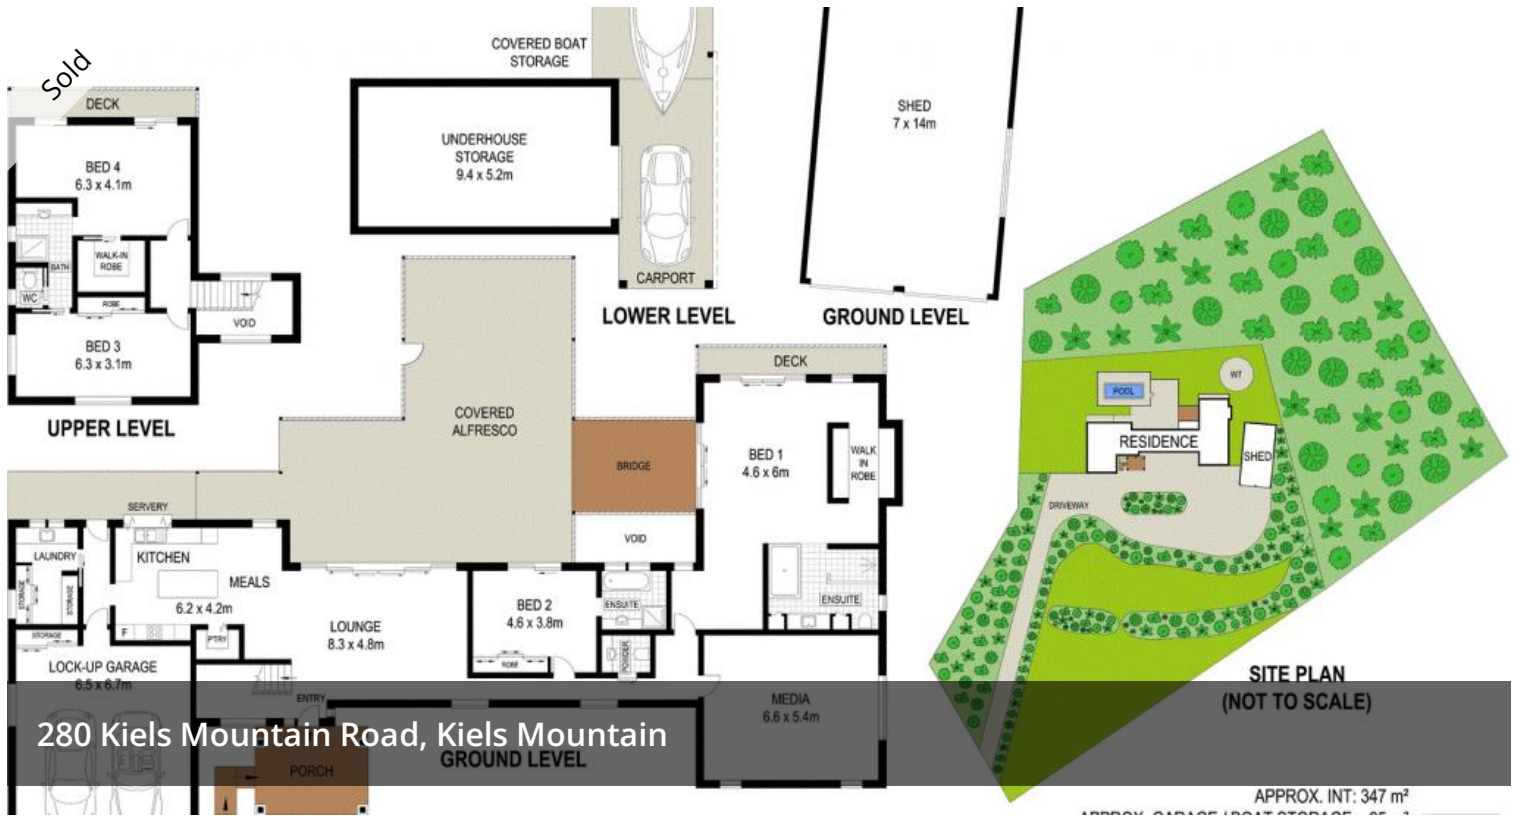 Sold
DECK
BED 4
6.3 x 4.1m
BATH
WALK-IN
ROBE
WC
ROBE
VOID
BED 3
6.3 x 3.1m
UPPER LEVEL
COVERED BOAT
STORAGE
UNDERHOUSE
STORAGE
9.4 x 5.2m
CARPORT
LOWER LEVEL
SHED
7 x 14m
GROUND LEVEL
DECK
COVERED
ALFRESCO
BRIDGE
BED 1
4.6 x 6m
WALK
IN
ROBE
VOID
SERVERY
LAUNDRY
STORAGE
STORAGE
KITCHEN
MEALS
6.2 x 4.2m
F
PTRY
STORAGE
LOCK-UP GARAGE
6.5 x 6.7m
LOUNGE
8.3 x 4.8m
BED 2
4.6 x 3.8m
ROBE
ENSUITE
POWDER
ENSUITE
ENTRY
MEDIA
6.6 x 5.4m
PORCH
GROUND LEVEL
280 Kiels Mountain Road, Kiels Mountain
POOL
WT
RESIDENCE
SHED
DRIVEWAY
SITE PLAN
(NOT TO SCALE)
APPROX. INT: 347 m²
APPROX. GARAGE / BOAT STORAGE